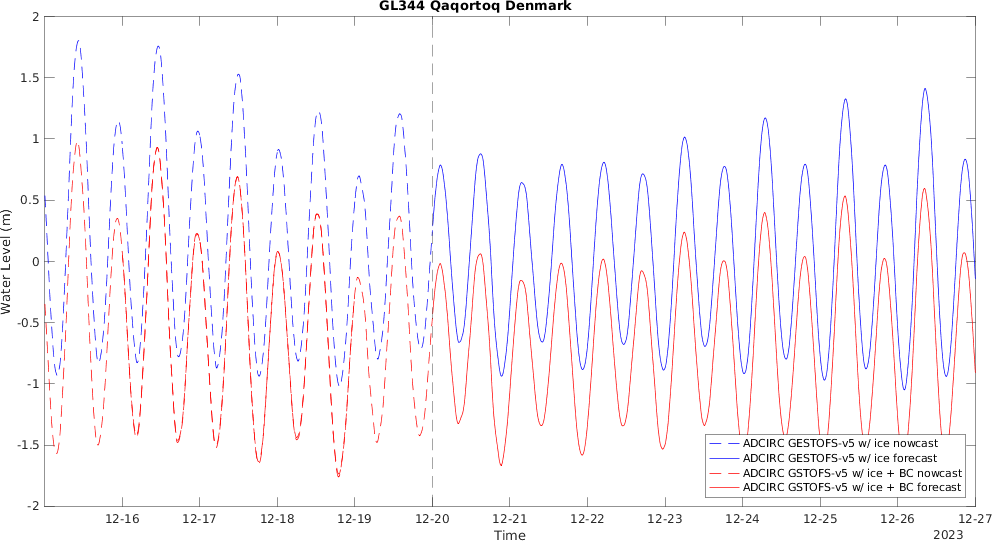 GL344 Qaqortoq Denmark
2
1.5
1
0.5
0
-0.5
-1
-1.5
-2
Water Level (m)
12-16 12-17 12-18 12-19 12-20 12-21 12-22 12-23 12-24 12-25 12-26 12-27
Time
2023
ADCIRC GESTOFS-v5 w/ ice nowcast
ADCIRC GESTOFS-v5 w/ ice forecast
ADCIRC GSTOFS-v5 w/ ice + BC nowcast
ADCIRC GSTOFS-v5 w/ ice + BC forecast